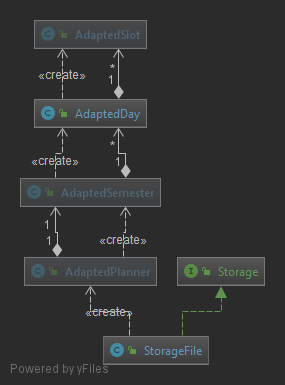 C AdaptedSlot
«create»
*
1
C AdaptedDay
*
«create»
1
C AdaptedSemester
1
1
«create»
C AdaptedPlanner
I Storage
«create»
C StorageFile
Powered by yFiles